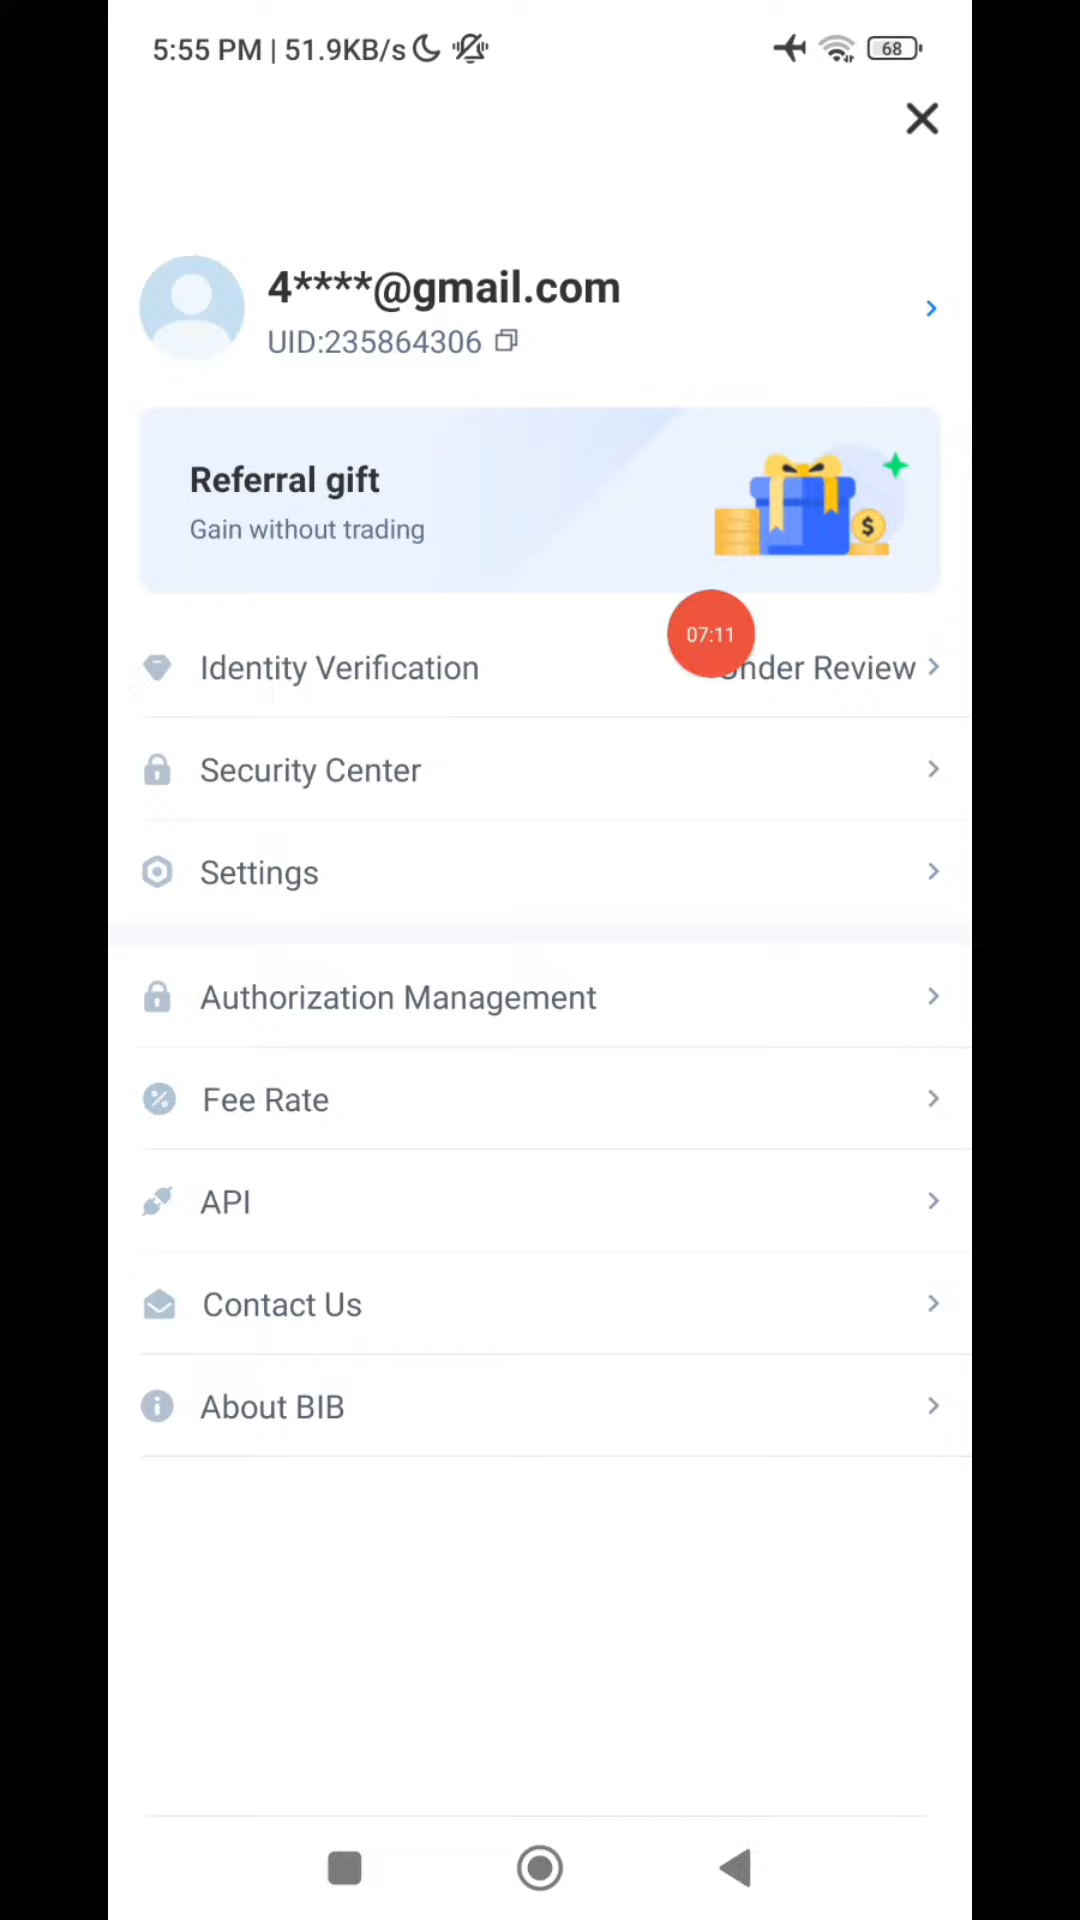 5:55 PM | 51.9KB/s
68
4****@gmail.com
UID:235864306
Referral gift
Gain without trading
$
07:11
Identity Verification
Under Review
Security Center
Settings
Authorization Management
Fee Rate
API
Contact Us
About BIB